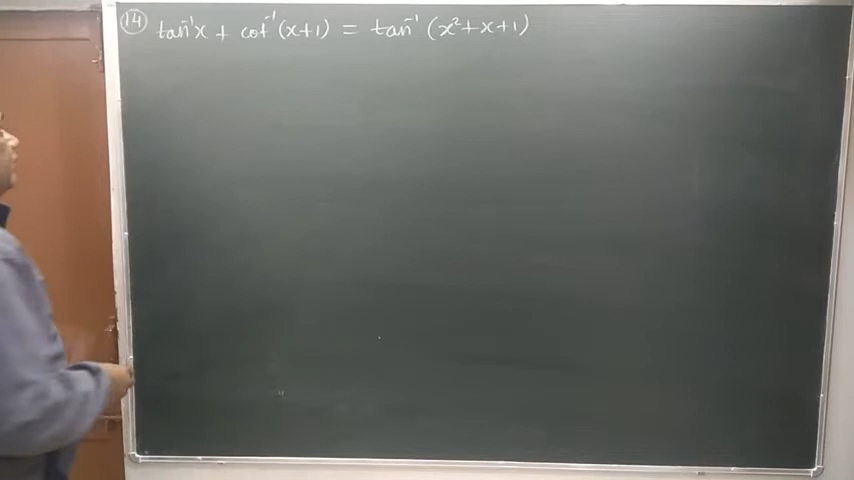 (14) tan⁻¹x + cot⁻¹(x+1) = tan⁻¹(x²+x+1)